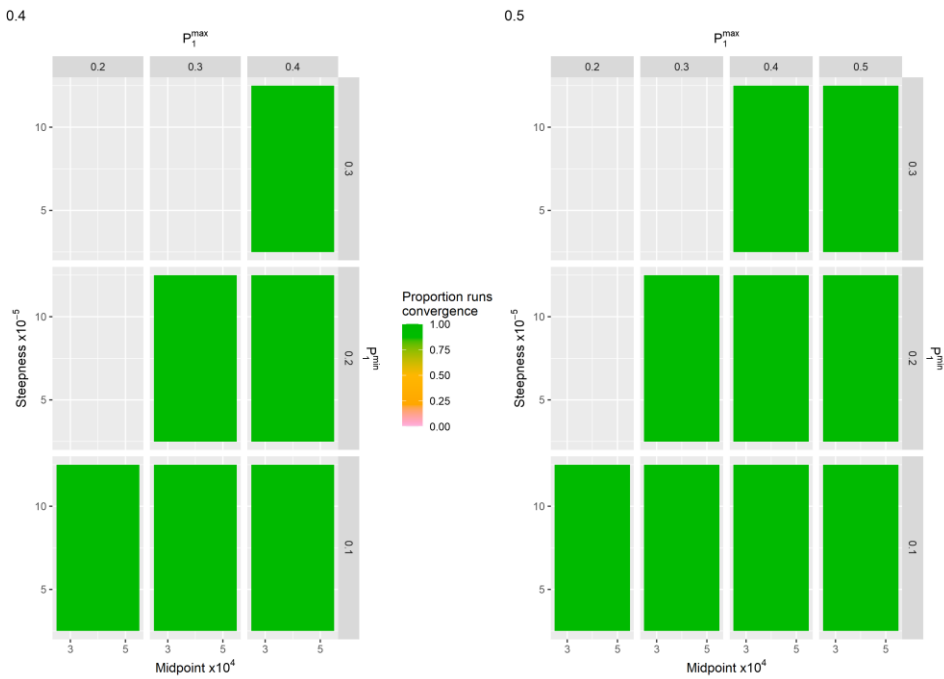 0.4
P₁ᵐᵃˣ
0.2 0.3 0.4
10
5
0.3
10
5
0.2
10
5
0.1
Steepness x10⁻⁵
P₁ᵐⁱⁿ
3 5 3 5 3 5
Midpoint x10⁴
Proportion runs
convergence
1.00
0.75
0.50
0.25
0.00
0.5
P₁ᵐᵃˣ
0.2 0.3 0.4 0.5
10
5
0.3
10
5
0.2
10
5
0.1
Steepness x10⁻⁵
P₁ᵐⁱⁿ
3 5 3 5 3 5 3 5
Midpoint x10⁴